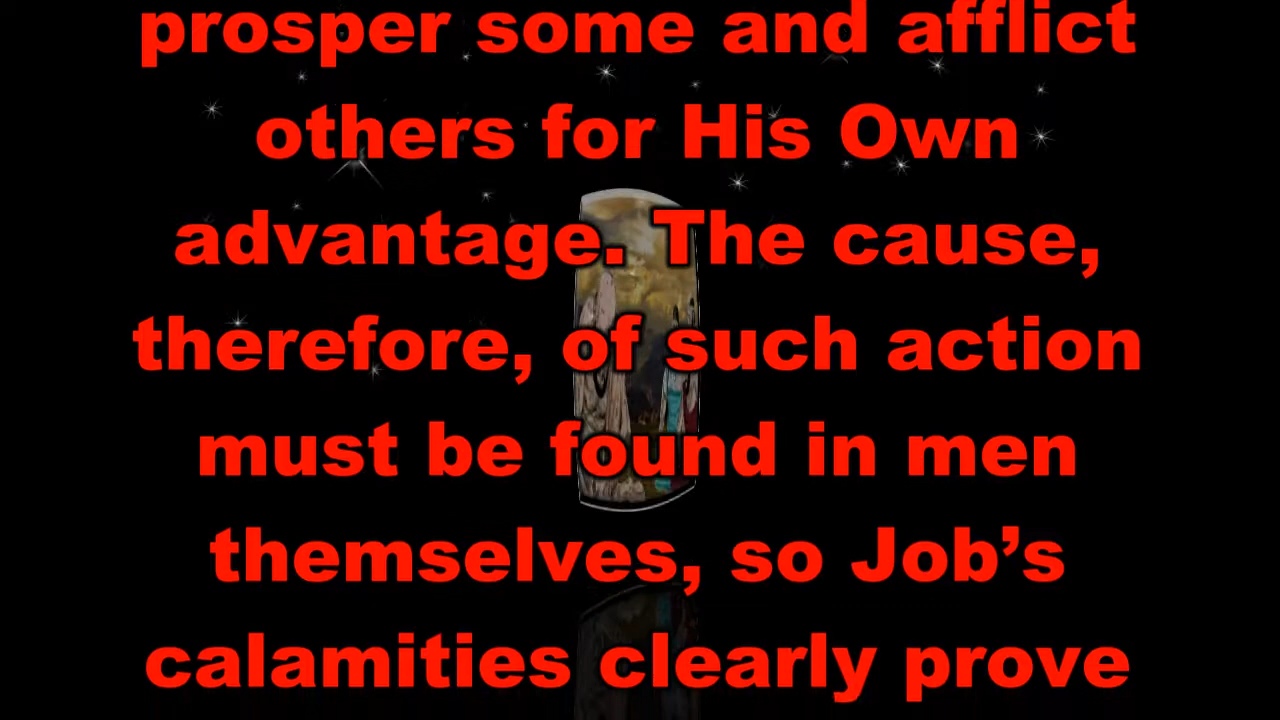 prosper some and afflict
others for His Own
advantage. The cause,
therefore, of such action
must be found in men
themselves, so Job’s
calamities clearly prove